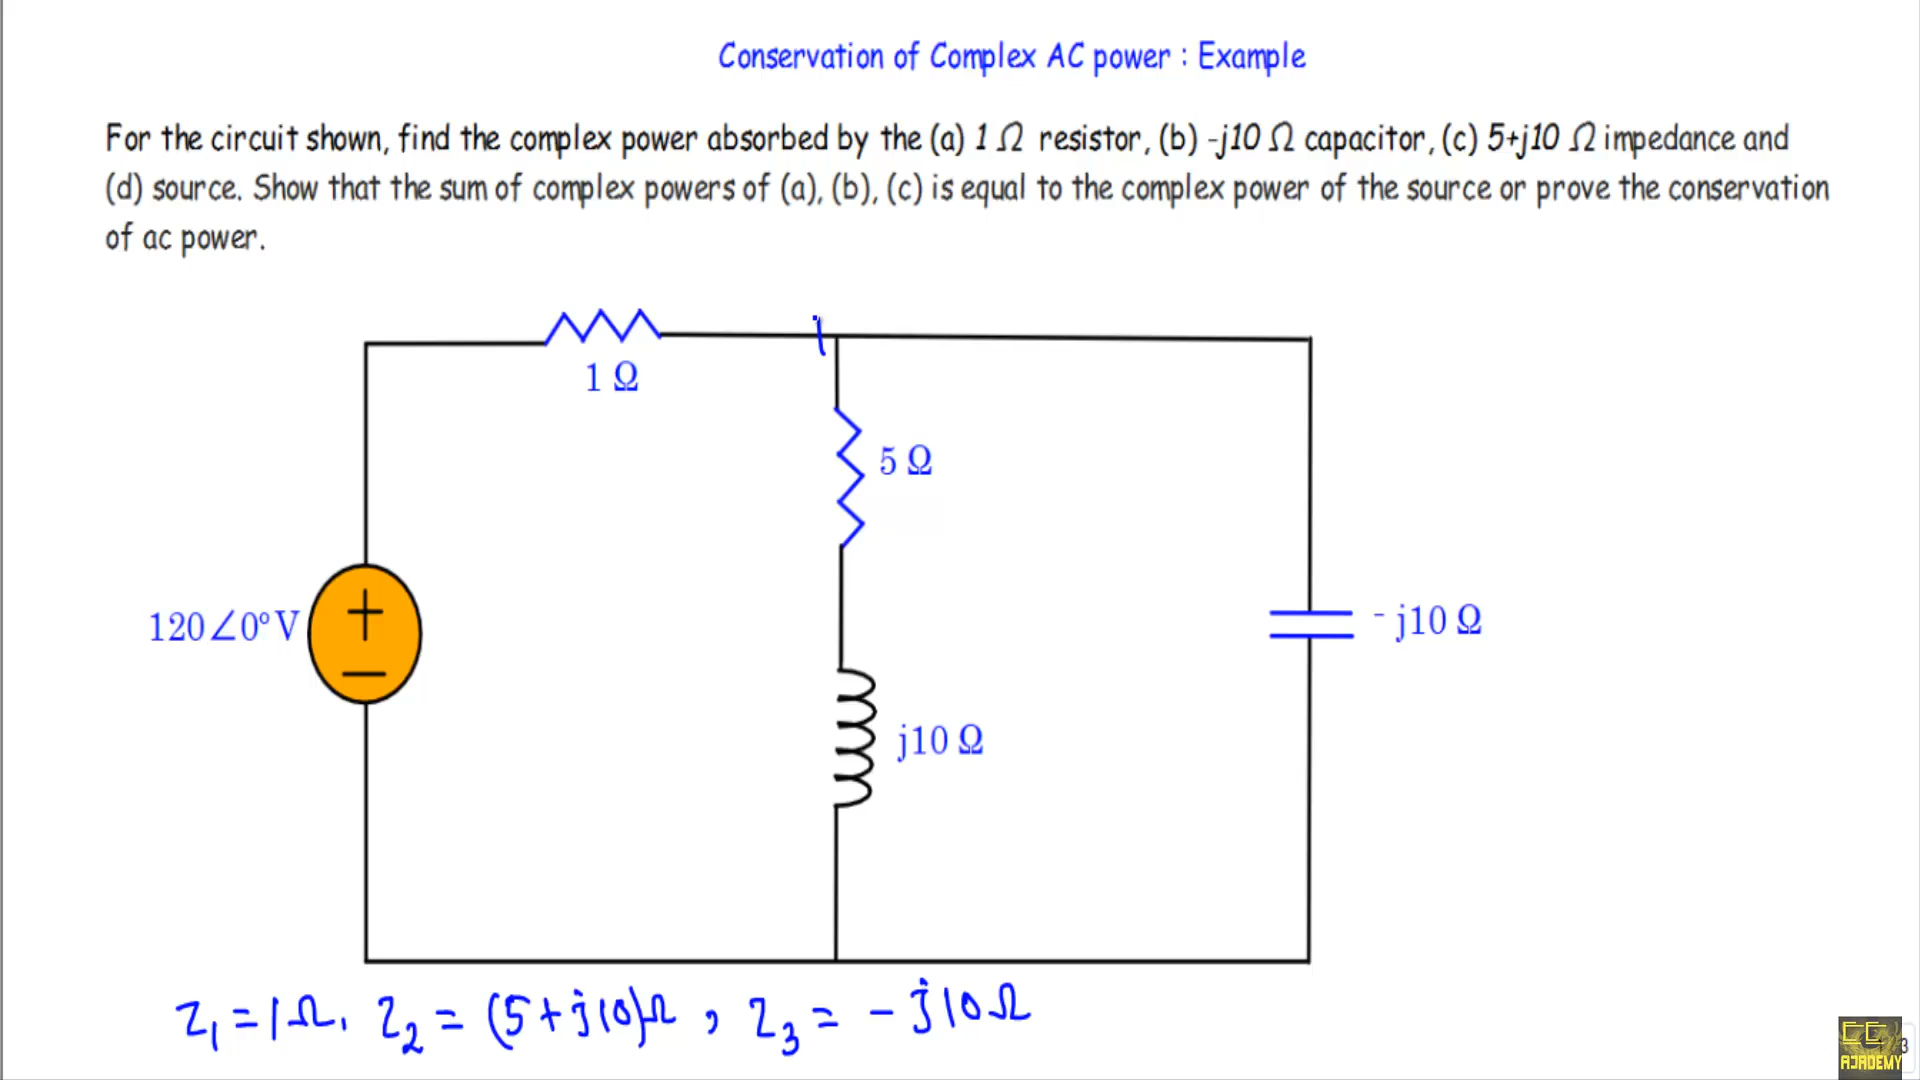 Conservation of Complex AC power : Example
For the circuit shown, find the complex power absorbed by the (a) 1 Ω resistor, (b) -j10 Ω capacitor, (c) 5+j10 Ω impedance and
(d) source. Show that the sum of complex powers of (a), (b), (c) is equal to the complex power of the source or prove the conservation
of ac power.
1 Ω
5 Ω
120∠0° V
+
−
- j10 Ω
j10 Ω
Z₁ = 1Ω, Z₂ = (5+j10)Ω , Z₃ = -j10Ω
EE
AJADEMY
3